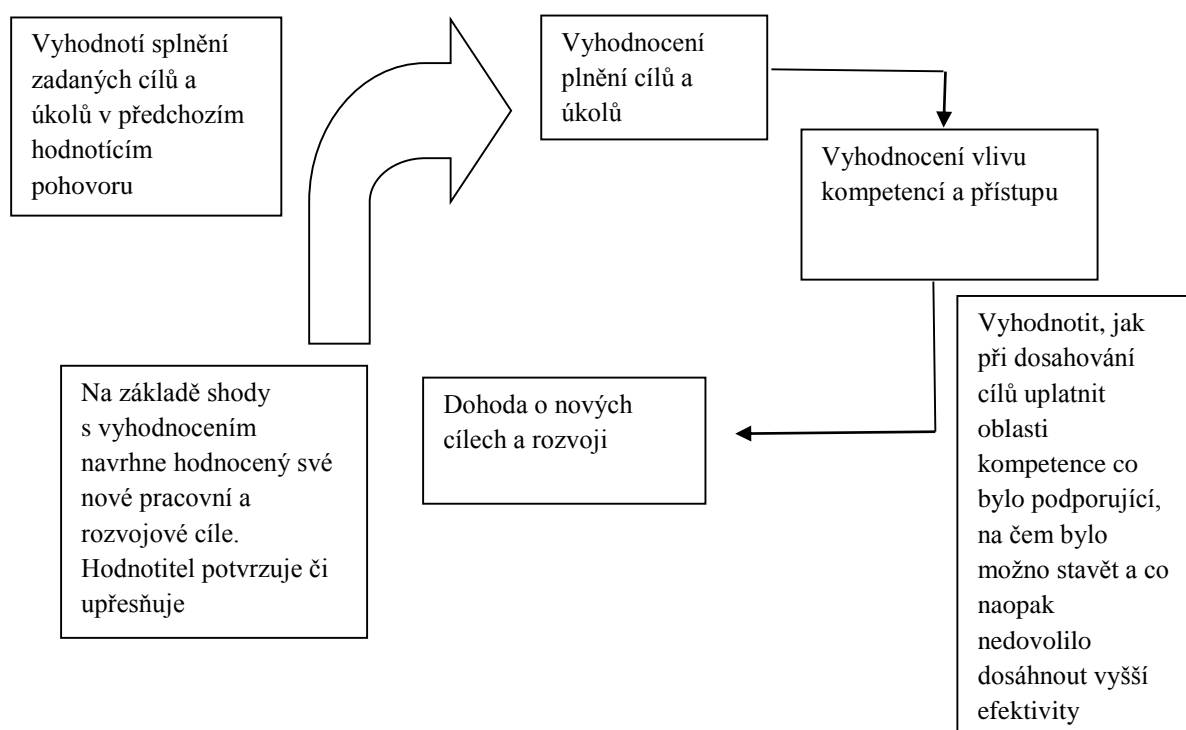 Vyhodnotí splnění
zadaných cílů a
úkolů v předchozím
hodnotícím
pohovoru
Vyhodnocení
plnění cílů a
úkolů
Vyhodnocení vlivu
kompetencí a přístupu
Vyhodnotit, jak
při dosahování
cílů uplatnit
oblasti
kompetence co
bylo podporující,
na čem bylo
možno stavět a co
naopak
nedovolilo
dosáhnout vyšší
efektivity
Dohoda o nových
cílech a rozvoji
Na základě shody
s vyhodnocením
navrhne hodnocený své
nové pracovní a
rozvojové cíle.
Hodnotitel potvrzuje či
upřesňuje